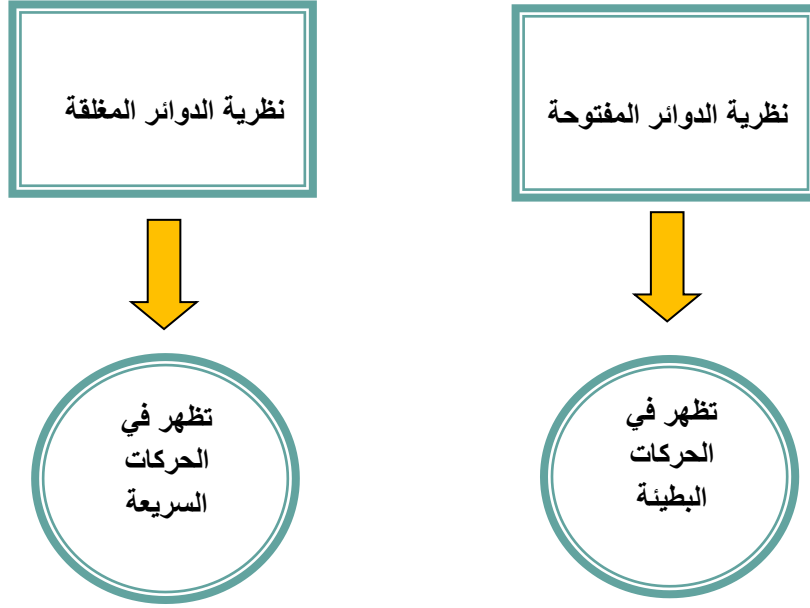 نظرية الدوائر المفتوحة
نظرية الدوائر المغلقة
تظهر في
الحركات
البطيئة
تظهر في
الحركات
السريعة